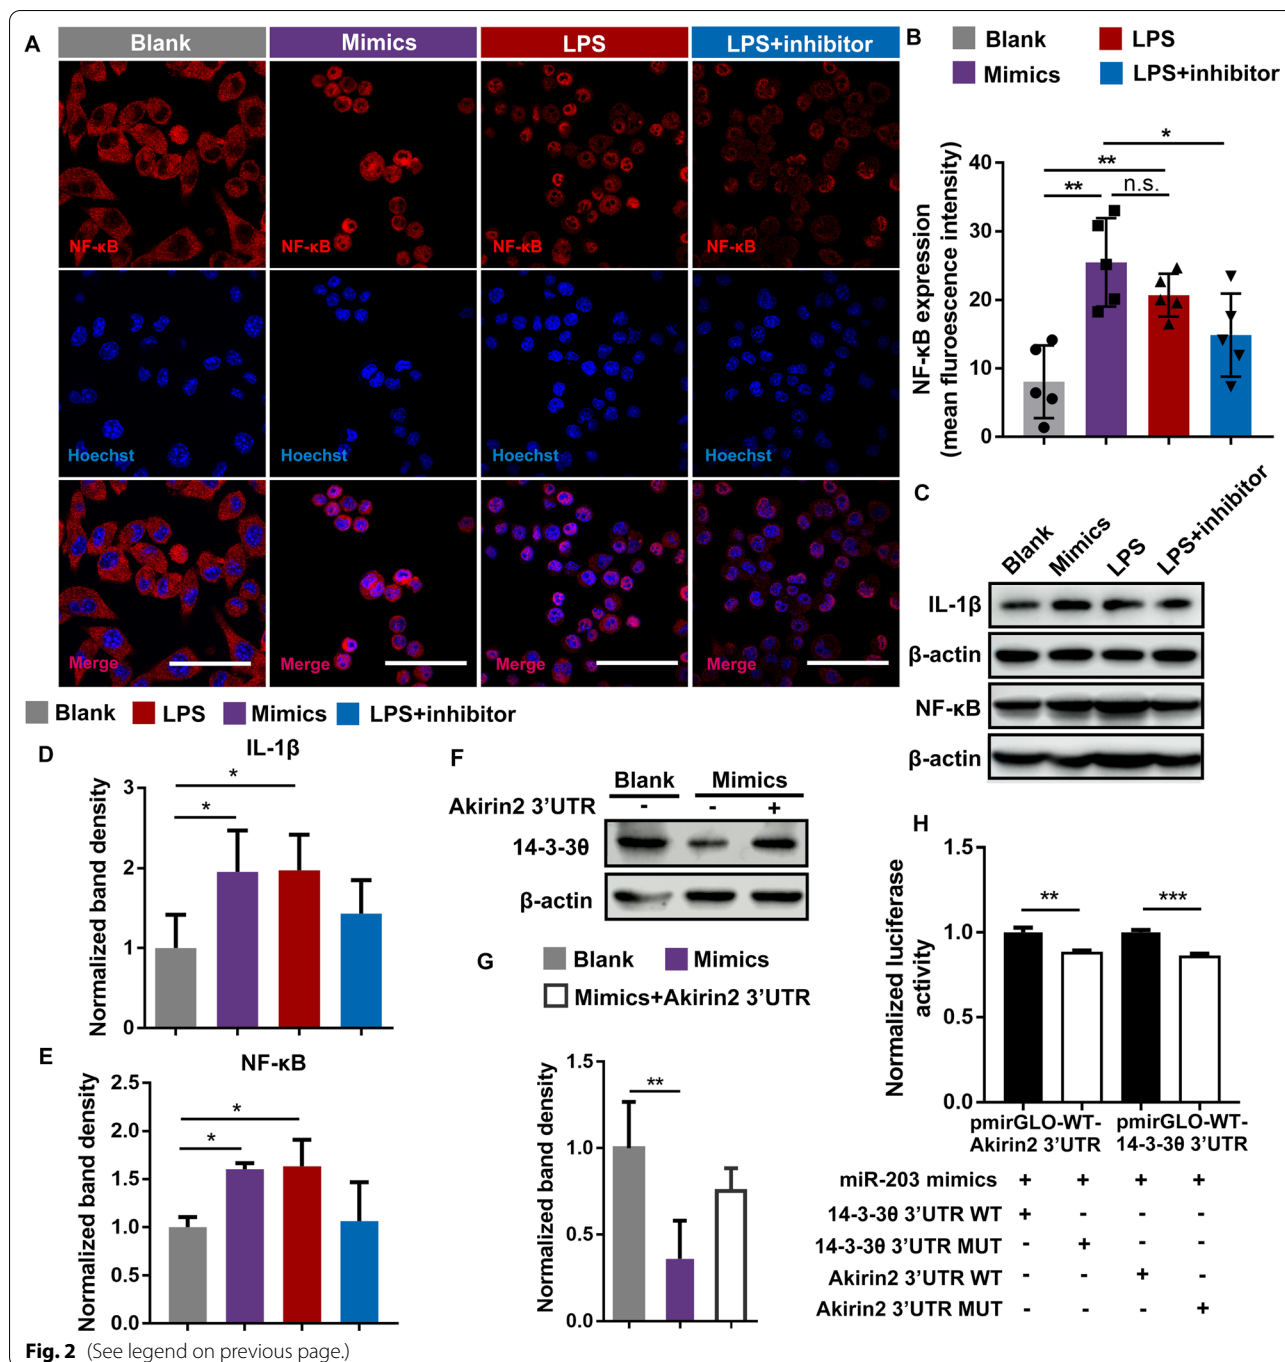 A
Blank
Mimics
LPS
LPS+inhibitor
NF-κB
NF-κB
NF-κB
NF-κB
Hoechst
Hoechst
Hoechst
Hoechst
Merge
Merge
Merge
Merge
B
Blank
LPS
Mimics
LPS+inhibitor
NF-κB expression
(mean fluroescence intensity)
40
30
20
10
0
**
**
n.s.
*
C
Blank
Mimics
LPS
LPS+inhibitor
IL-1β
β-actin
NF-κB
β-actin
Blank
LPS
Mimics
LPS+inhibitor
D
IL-1β
Normalized band density
3
2
1
0
*
*
E
NF-κB
Normalized band density
2.5
2.0
1.5
1.0
0.5
0.0
*
*
F
Blank
Mimics
Akirin2 3’UTR - - +
14-3-3θ
β-actin
G
Blank
Mimics
Mimics+Akirin2 3’UTR
Normalized band density
1.5
1.0
0.5
0.0
**
H
Normalized luciferase
activity
1.5
1.0
0.5
0.0
**
***
pmirGLO-WT-
Akirin2 3’UTR
pmirGLO-WT-
14-3-3θ 3’UTR
miR-203 mimics + + + +
14-3-3θ 3’UTR WT + - - -
14-3-3θ 3’UTR MUT - + - -
Akirin2 3’UTR WT - - + -
Akirin2 3’UTR MUT - - - +
Fig. 2 (See legend on previous page.)